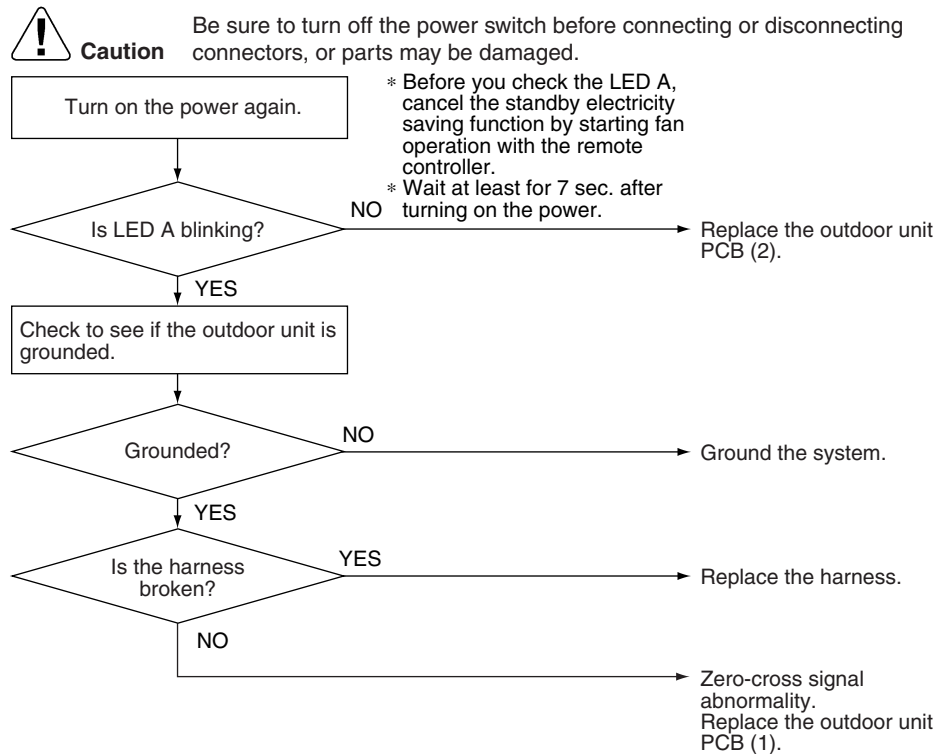 Be sure to turn off the power switch before connecting or disconnecting
Caution connectors, or parts may be damaged.
Turn on the power again.
* Before you check the LED A,
cancel the standby electricity
saving function by starting fan
operation with the remote
controller.
* Wait at least for 7 sec. after
turning on the power.
Is LED A blinking?
NO
Replace the outdoor unit
PCB (2).
YES
Check to see if the outdoor unit is
grounded.
Grounded?
NO
Ground the system.
YES
Is the harness
broken?
YES
Replace the harness.
NO
Zero-cross signal
abnormality.
Replace the outdoor unit
PCB (1).